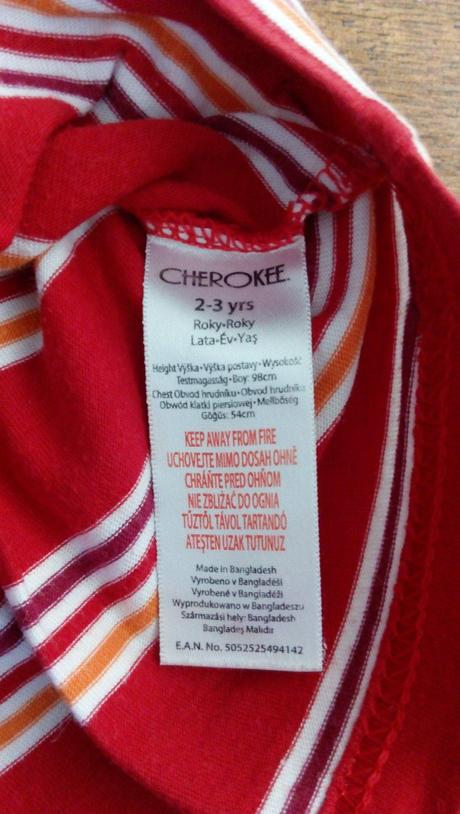 CHEROKEE.
2-3 yrs
Roky•Roky
Lata•Év•Yaş
Height Výška•Výška postavy•Wysokość
Testmagasság•Boy: 98cm
Chest Obvod hrudníku•Obvod hrudníka
Obwód klatki piersiowej•Mellbőség
Göğüs: 54cm
KEEP AWAY FROM FIRE
UCHOVEJTE MIMO DOSAH OHNĚ
CHRÁŇTE PRED OHŇOM
NIE ZBLIŻAĆ DO OGNIA
TŰZTŐL TÁVOL TARTANDÓ
ATEŞTEN UZAK TUTUNUZ
Made in Bangladesh
Vyrobeno v Bangladéši
Vyrobené v Bangladéši
Wyprodukowano w Bangladeszu
Származási hely: Bangladesh
Bangladeş Malıdır
E.A.N. No. 5052525494142